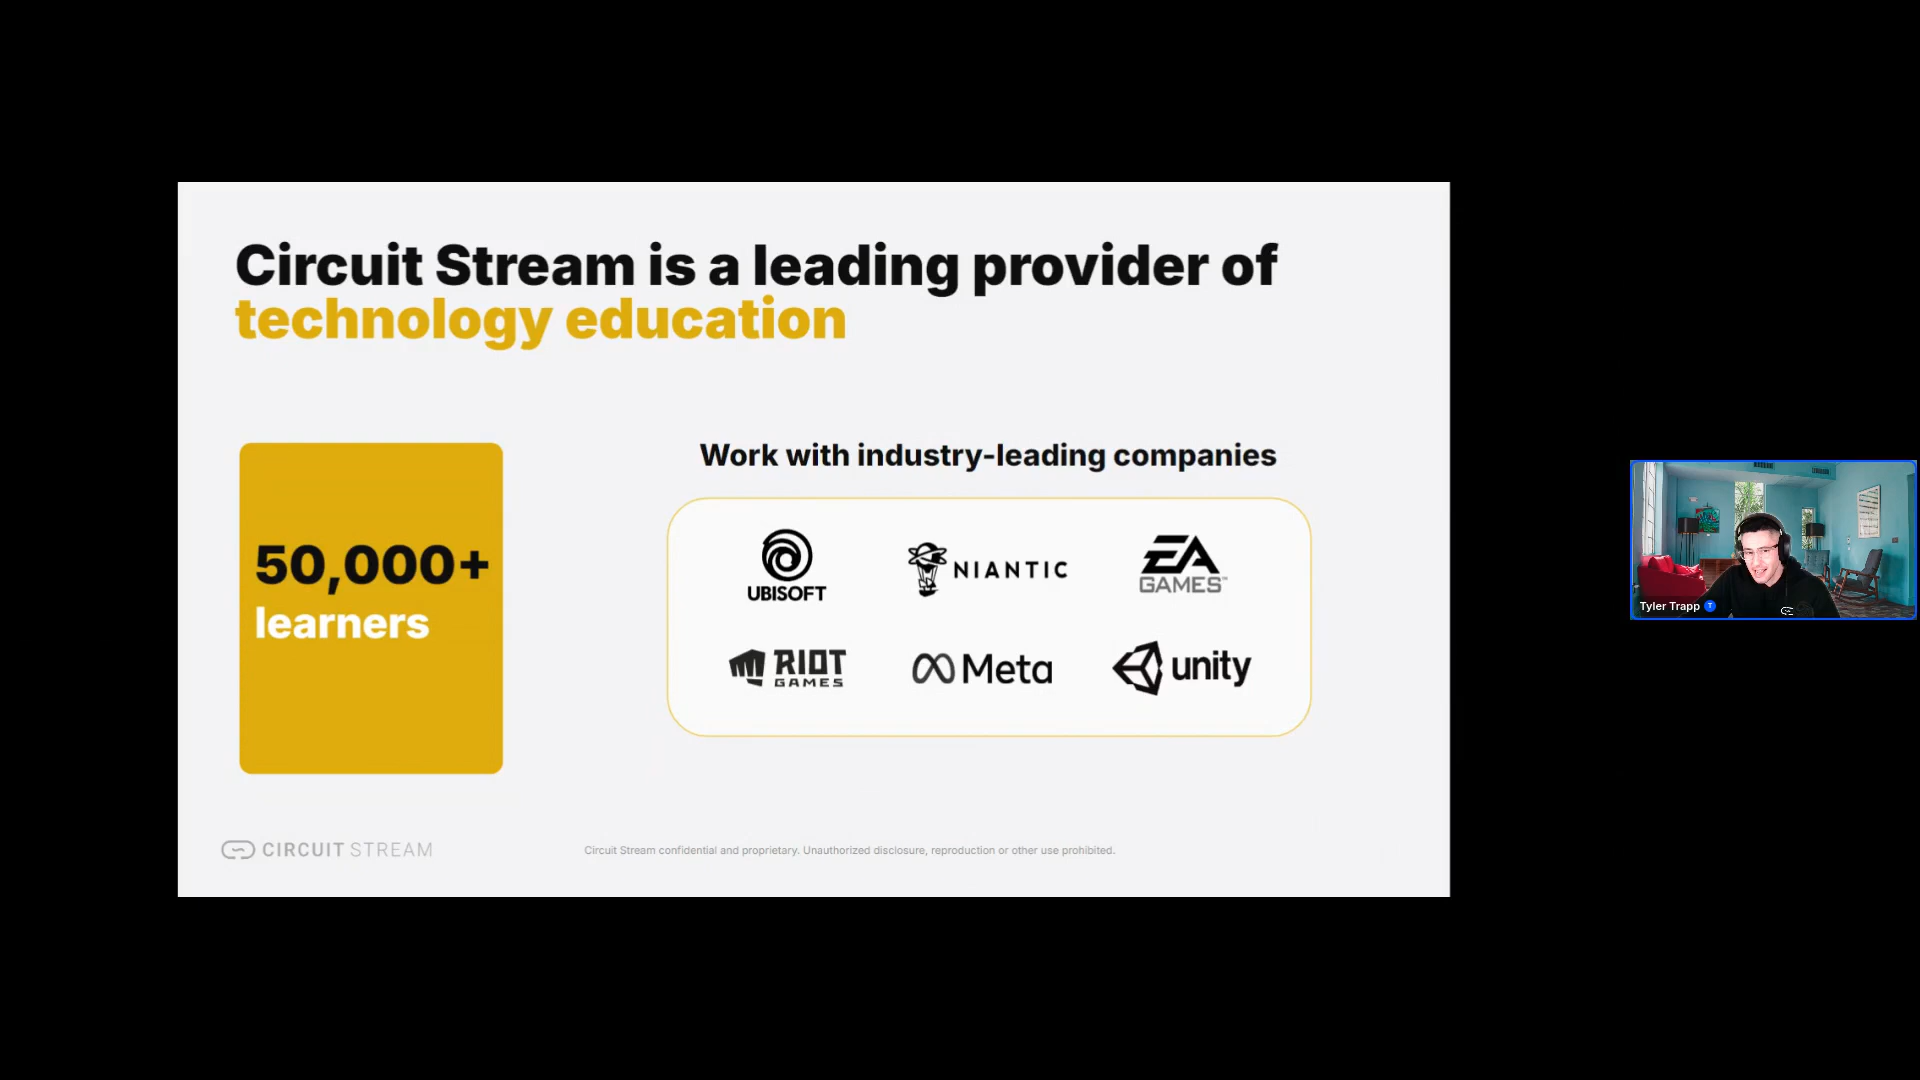 Circuit Stream is a leading provider of
technology education
50,000+
learners
Work with industry-leading companies
UBISOFT
NIANTIC
EA
GAMES™
RIOT
GAMES
Meta
unity
CIRCUIT STREAM
Circuit Stream confidential and proprietary. Unauthorized disclosure, reproduction or other use prohibited.
Tyler Trapp T